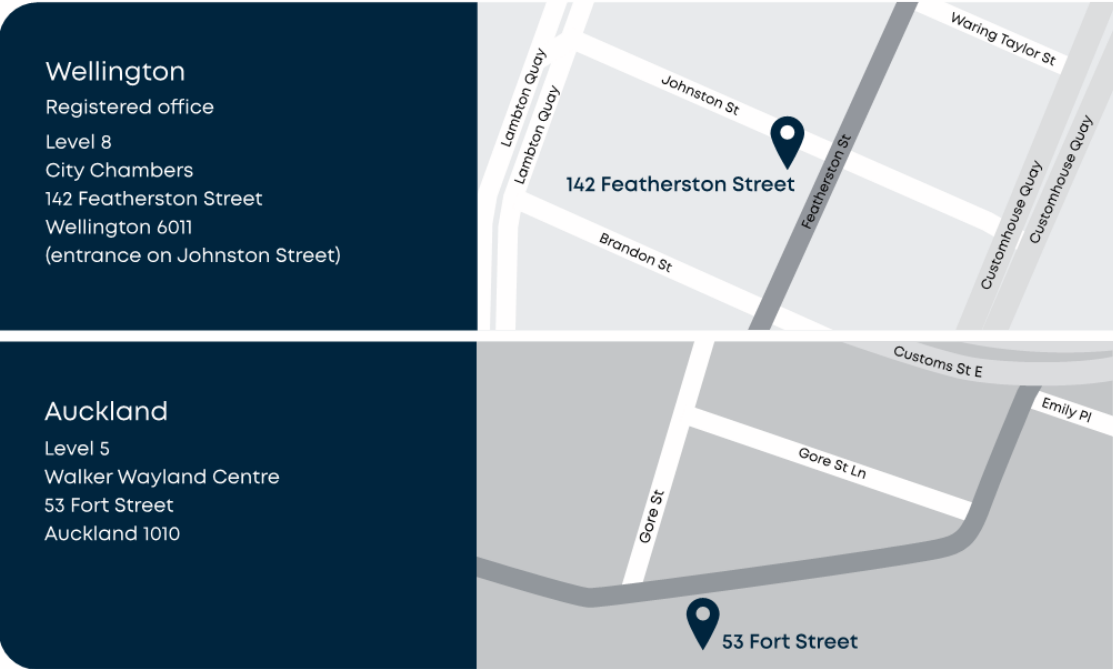 Wellington
Registered office
Level 8
City Chambers
142 Featherston Street
Wellington 6011
(entrance on Johnston Street)
Lambton Quay
Lambton Quay
Johnston St
Waring Taylor St
142 Featherston Street
Featherston St
Brandon St
Customhouse Quay
Customhouse Quay
Auckland
Level 5
Walker Wayland Centre
53 Fort Street
Auckland 1010
Customs St E
Emily Pl
Gore St Ln
Gore St
53 Fort Street